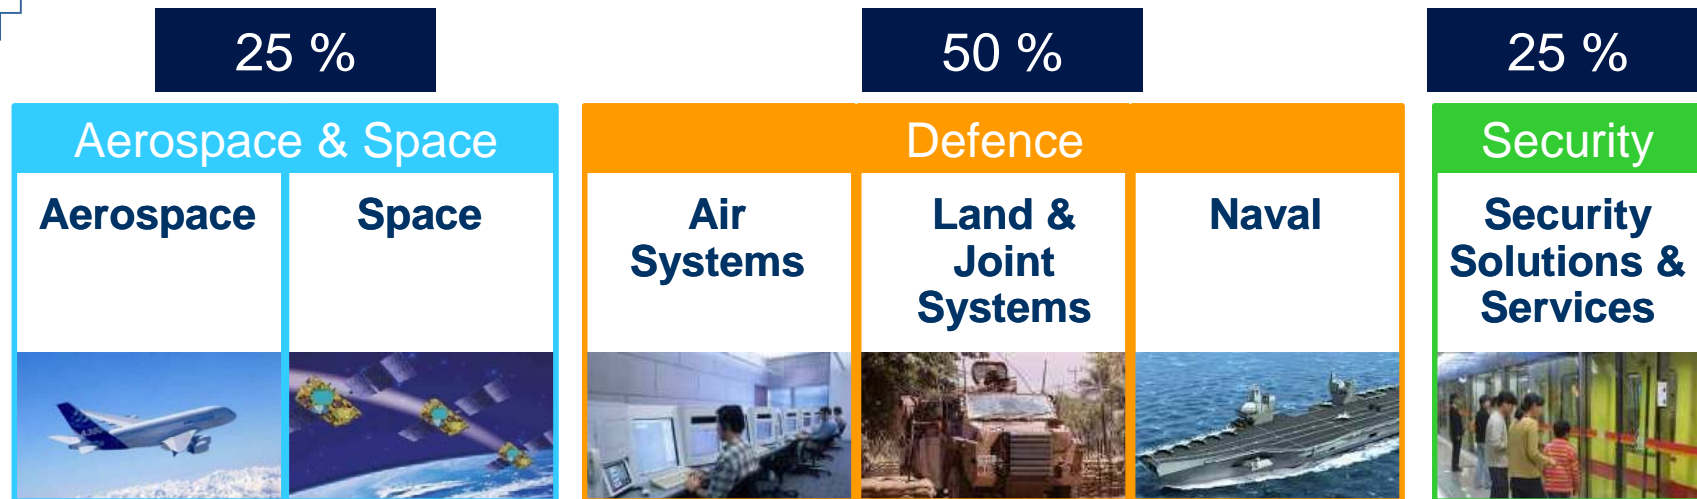 25 %
50 %
25 %
Aerospace & Space
Defence
Security
Aerospace
Space
Air
Systems
Land &
Joint
Systems
Naval
Security
Solutions &
Services